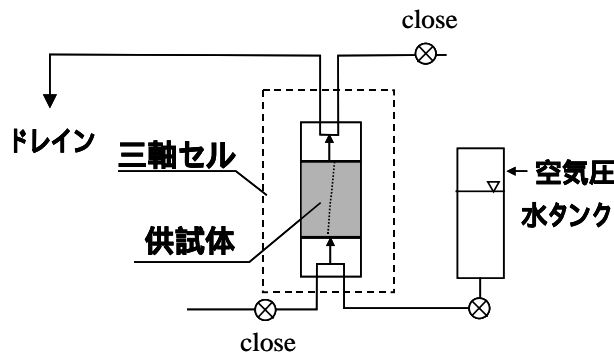 close
ドレイン
三軸セル
供試体
空気圧
水タンク
close